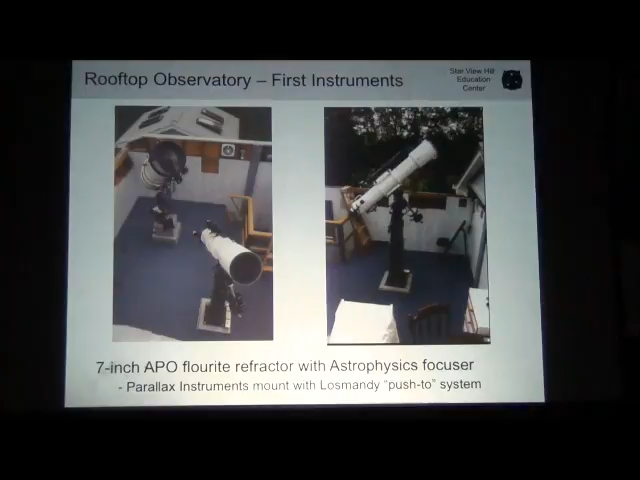 Rooftop Observatory – First Instruments
Star View Hill
Education
Center
7-inch APO flourite refractor with Astrophysics focuser
- Parallax Instruments mount with Losmandy “push-to” system